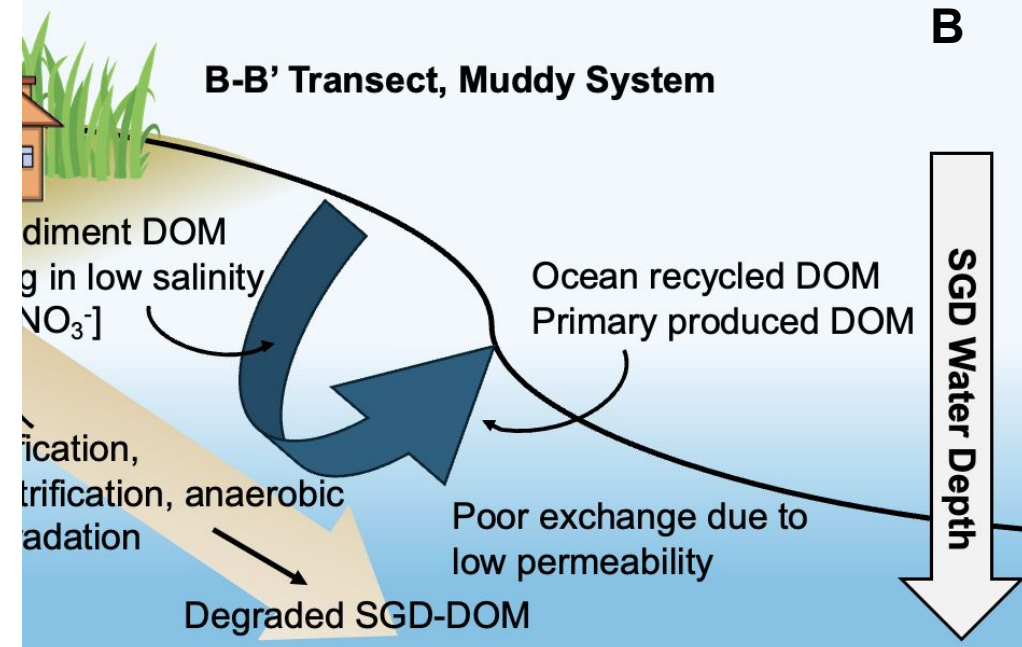 B
B-B’ Transect, Muddy System
diment DOM
g in low salinity
NO₃⁻]
Ocean recycled DOM
Primary produced DOM
SGD Water Depth
fication,
trification, anaerobic
radation
Poor exchange due to
low permeability
Degraded SGD-DOM